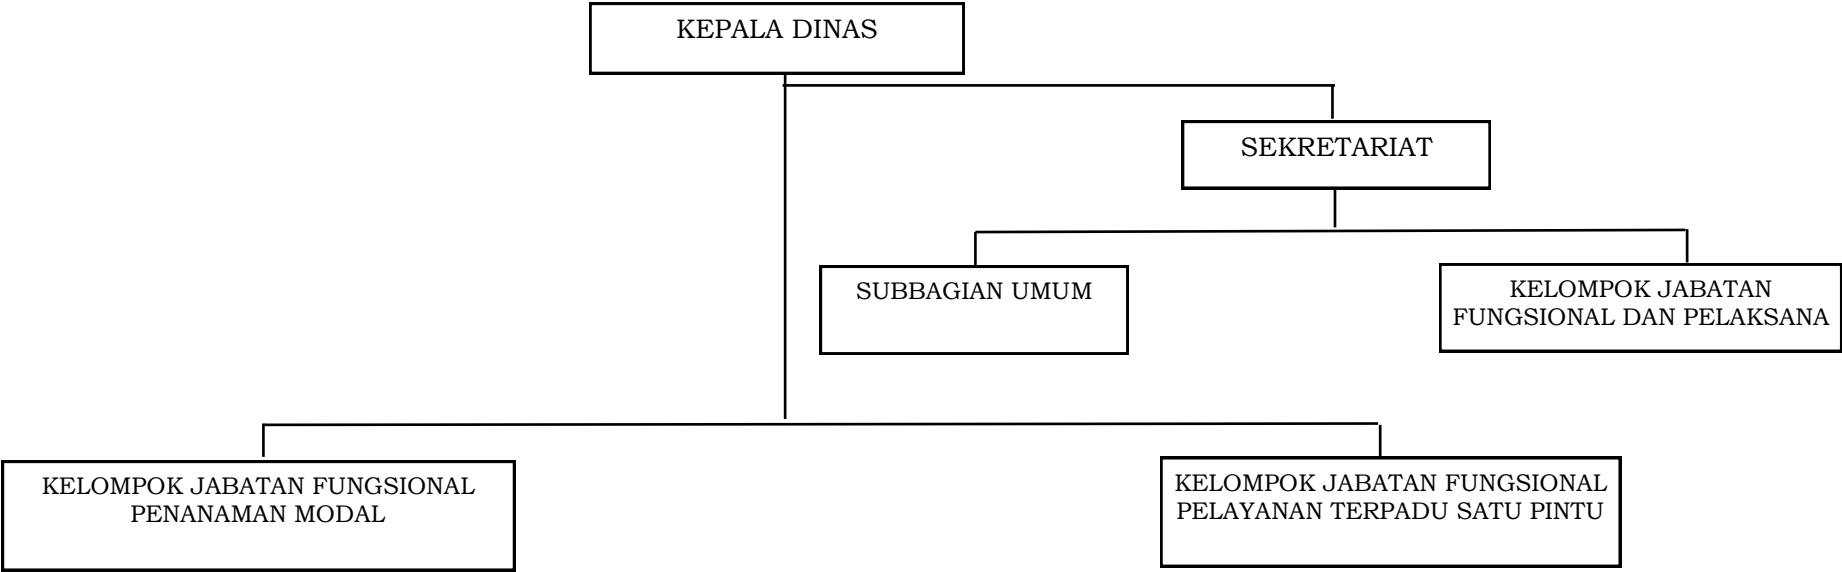 KEPALA DINAS
SEKRETARIAT
SUBBAGIAN UMUM
KELOMPOK JABATAN
FUNGSIONAL DAN PELAKSANA
KELOMPOK JABATAN FUNGSIONAL
PENANAMAN MODAL
KELOMPOK JABATAN FUNGSIONAL
PELAYANAN TERPADU SATU PINTU